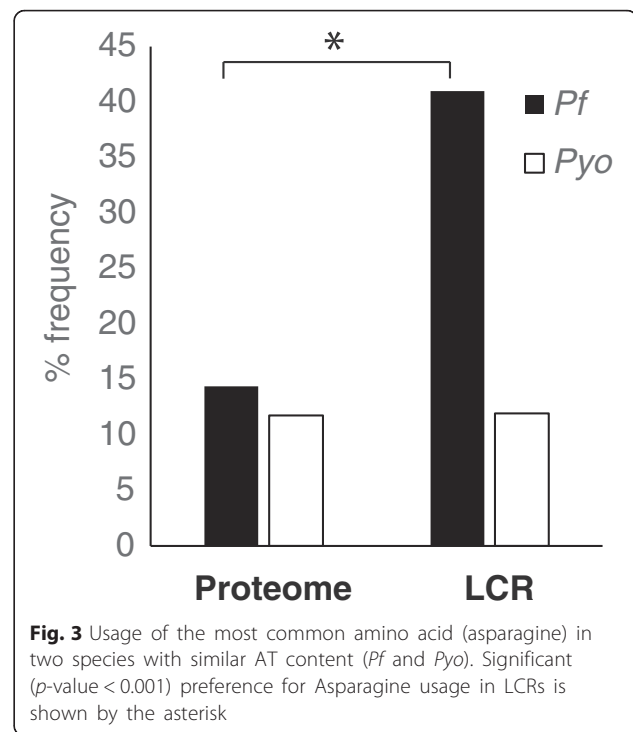 45
40
35
30
25
20
15
10
5
0
% frequency
*
Pf
Pyo
Proteome LCR
Fig. 3 Usage of the most common amino acid (asparagine) in
two species with similar AT content (Pf and Pyo). Significant
(p-value < 0.001) preference for Asparagine usage in LCRs is
shown by the asterisk